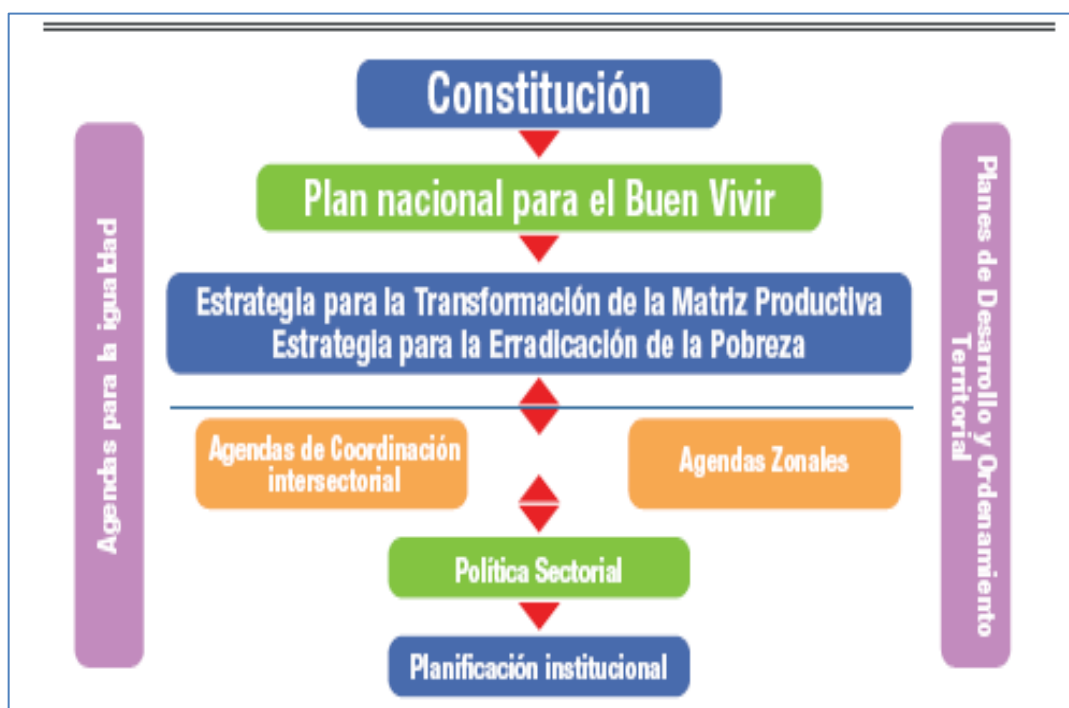 Constitución
Plan nacional para el Buen Vivir
Estrategia para la Transformación de la Matriz Productiva
Estrategia para la Erradicación de la Pobreza
Agendas de Coordinación
intersectorial
Agendas Zonales
Política Sectorial
Planificación institucional
Agendas para la igualdad
Planes de Desarrollo y Ordenamiento
Territorial